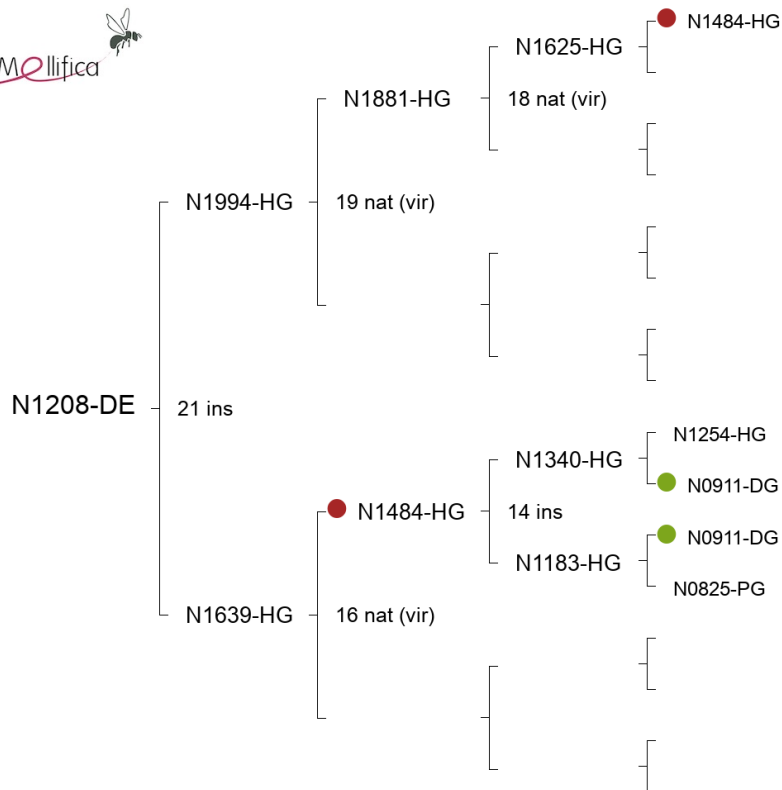 Mellifica
N1484-HG
N1625-HG
N1881-HG
18 nat (vir)
N1994-HG
19 nat (vir)
N1208-DE
21 ins
N1254-HG
N1340-HG
N0911-DG
N1484-HG
14 ins
N0911-DG
N1183-HG
N0825-PG
N1639-HG
16 nat (vir)